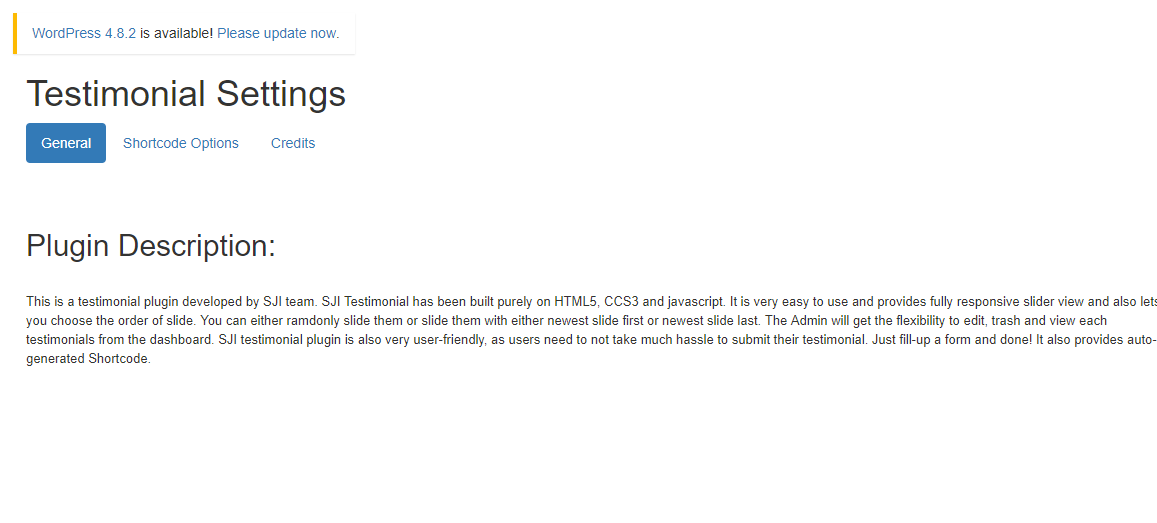 WordPress 4.8.2 is available! Please update now.
Testimonial Settings
General Shortcode Options Credits
Plugin Description:
This is a testimonial plugin developed by SJI team. SJI Testimonial has been built purely on HTML5, CCS3 and javascript. It is very easy to use and provides fully responsive slider view and also lets
you choose the order of slide. You can either ramdonly slide them or slide them with either newest slide first or newest slide last. The Admin will get the flexibility to edit, trash and view each
testimonials from the dashboard. SJI testimonial plugin is also very user-friendly, as users need to not take much hassle to submit their testimonial. Just fill-up a form and done! It also provides auto-
generated Shortcode.